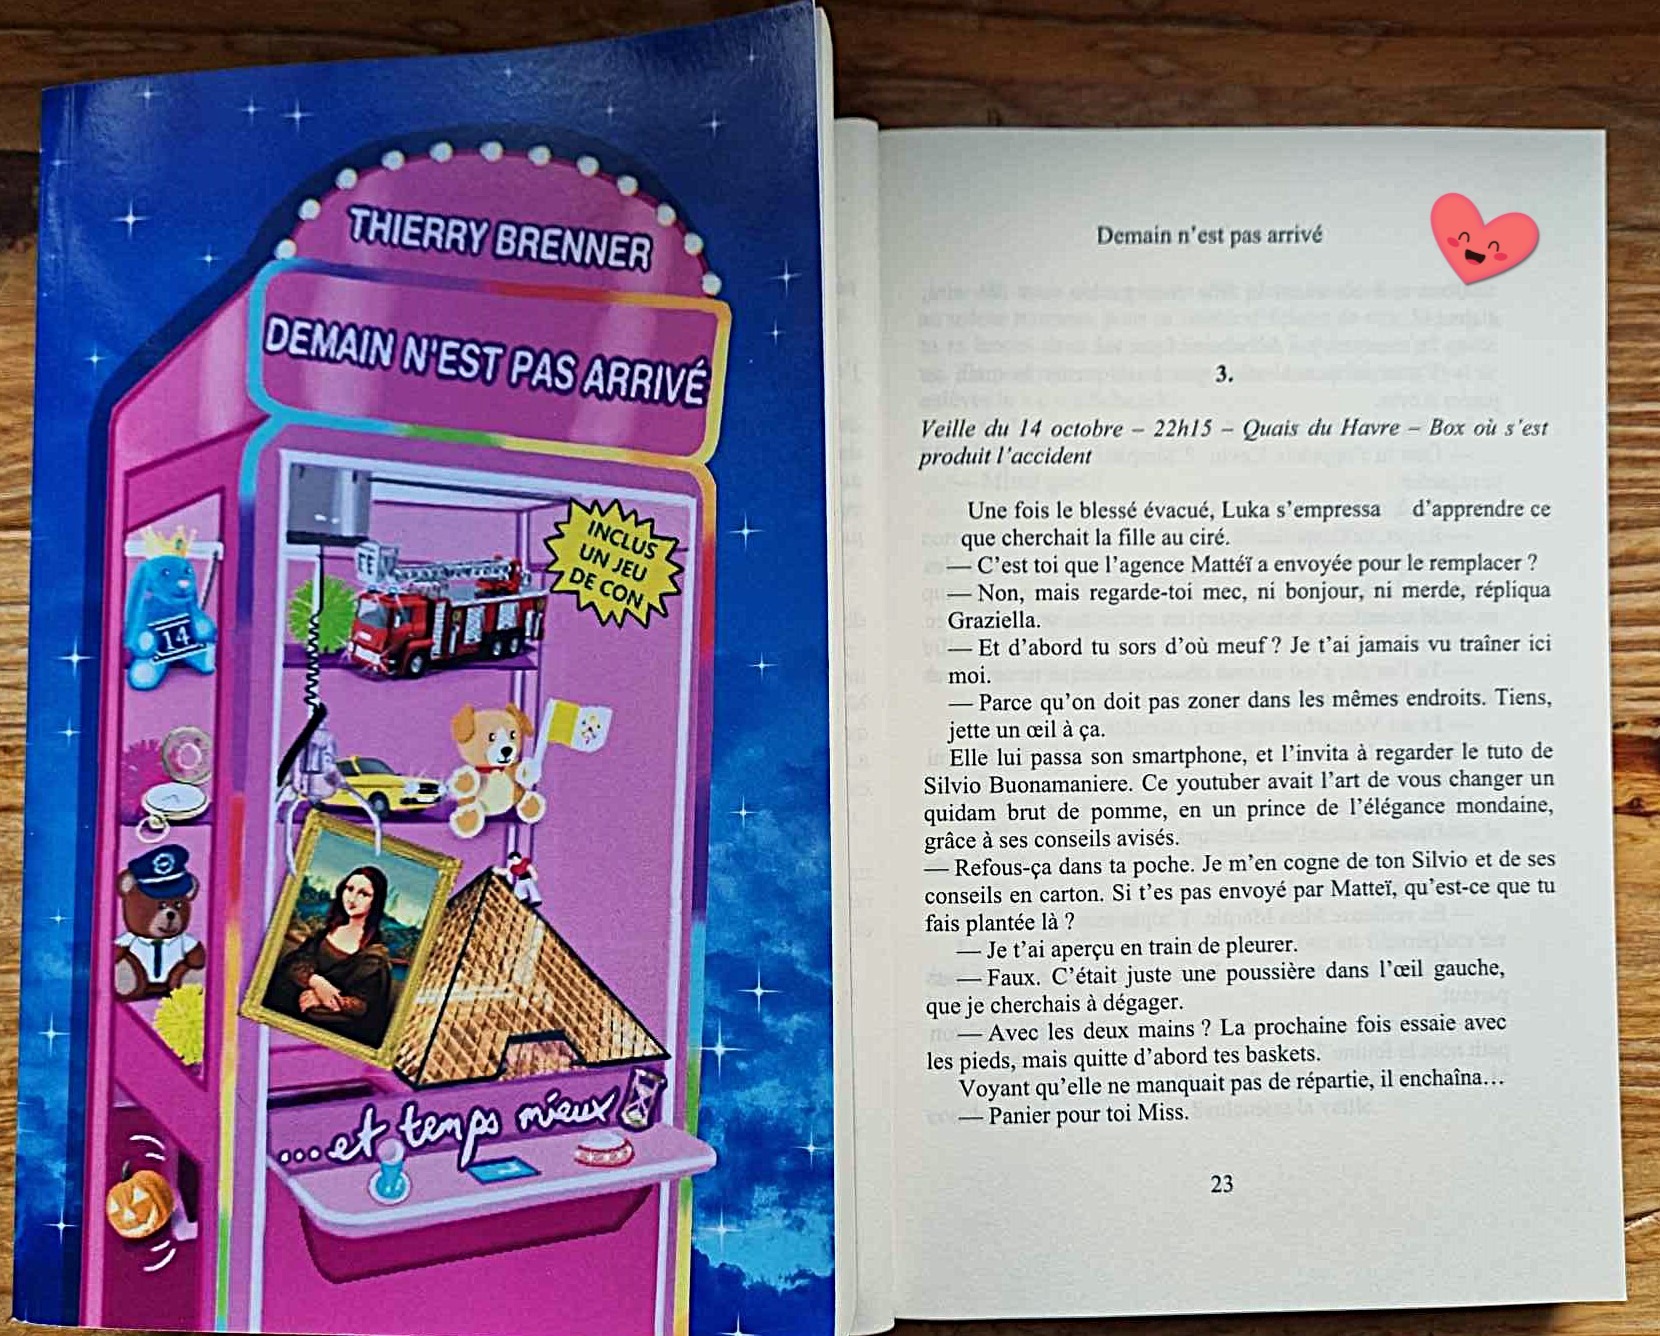 THIERRY BRENNER
DEMAIN N'EST PAS ARRIVÉ
INCLUS
UN JEU
DE CON
14
...et temps mieux
Demain n'est pas arrivé
3.
Veille du 14 octobre – 22h15 – Quais du Havre – Box où s'est
produit l'accident
Une fois le blessé évacué, Luka s'empressa d'apprendre ce
que cherchait la fille au ciré.
— C'est toi que l'agence Mattéï a envoyée pour le remplacer ?
— Non, mais regarde-toi mec, ni bonjour, ni merde, répliqua
Graziella.
— Et d'abord tu sors d'où meuf ? Je t'ai jamais vu traîner ici
moi.
— Parce qu'on doit pas zoner dans les mêmes endroits. Tiens,
jette un œil à ça.
Elle lui passa son smartphone, et l'invita à regarder le tuto de
Silvio Buonamaniere. Ce youtuber avait l'art de vous changer un
quidam brut de pomme, en un prince de l'élégance mondaine,
grâce à ses conseils avisés.
— Refous-ça dans ta poche. Je m'en cogne de ton Silvio et de ses
conseils en carton. Si t'es pas envoyé par Matteï, qu'est-ce que tu
fais plantée là ?
— Je t'ai aperçu en train de pleurer.
— Faux. C'était juste une poussière dans l'œil gauche,
que je cherchais à dégager.
— Avec les deux mains ? La prochaine fois essaie avec
les pieds, mais quitte d'abord tes baskets.
Voyant qu'elle ne manquait pas de répartie, il enchaîna…
— Panier pour toi Miss.
23